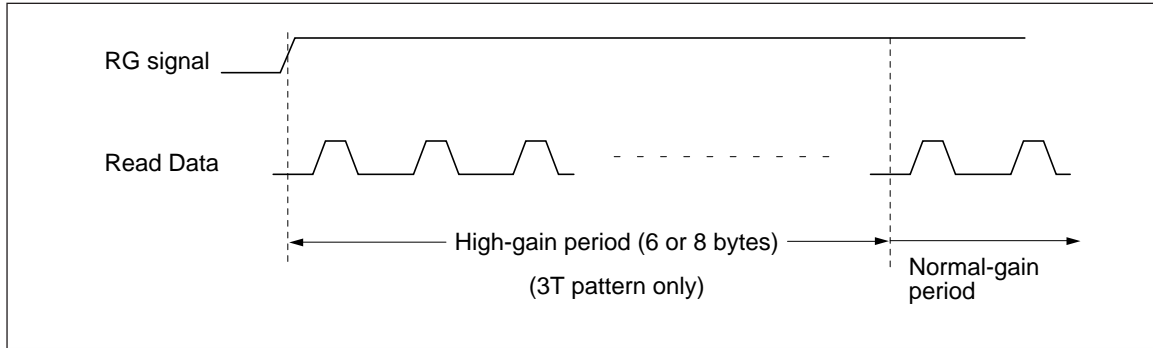 RG signal
Read Data
High-gain period (6 or 8 bytes)
(3T pattern only)
Normal-gain
period